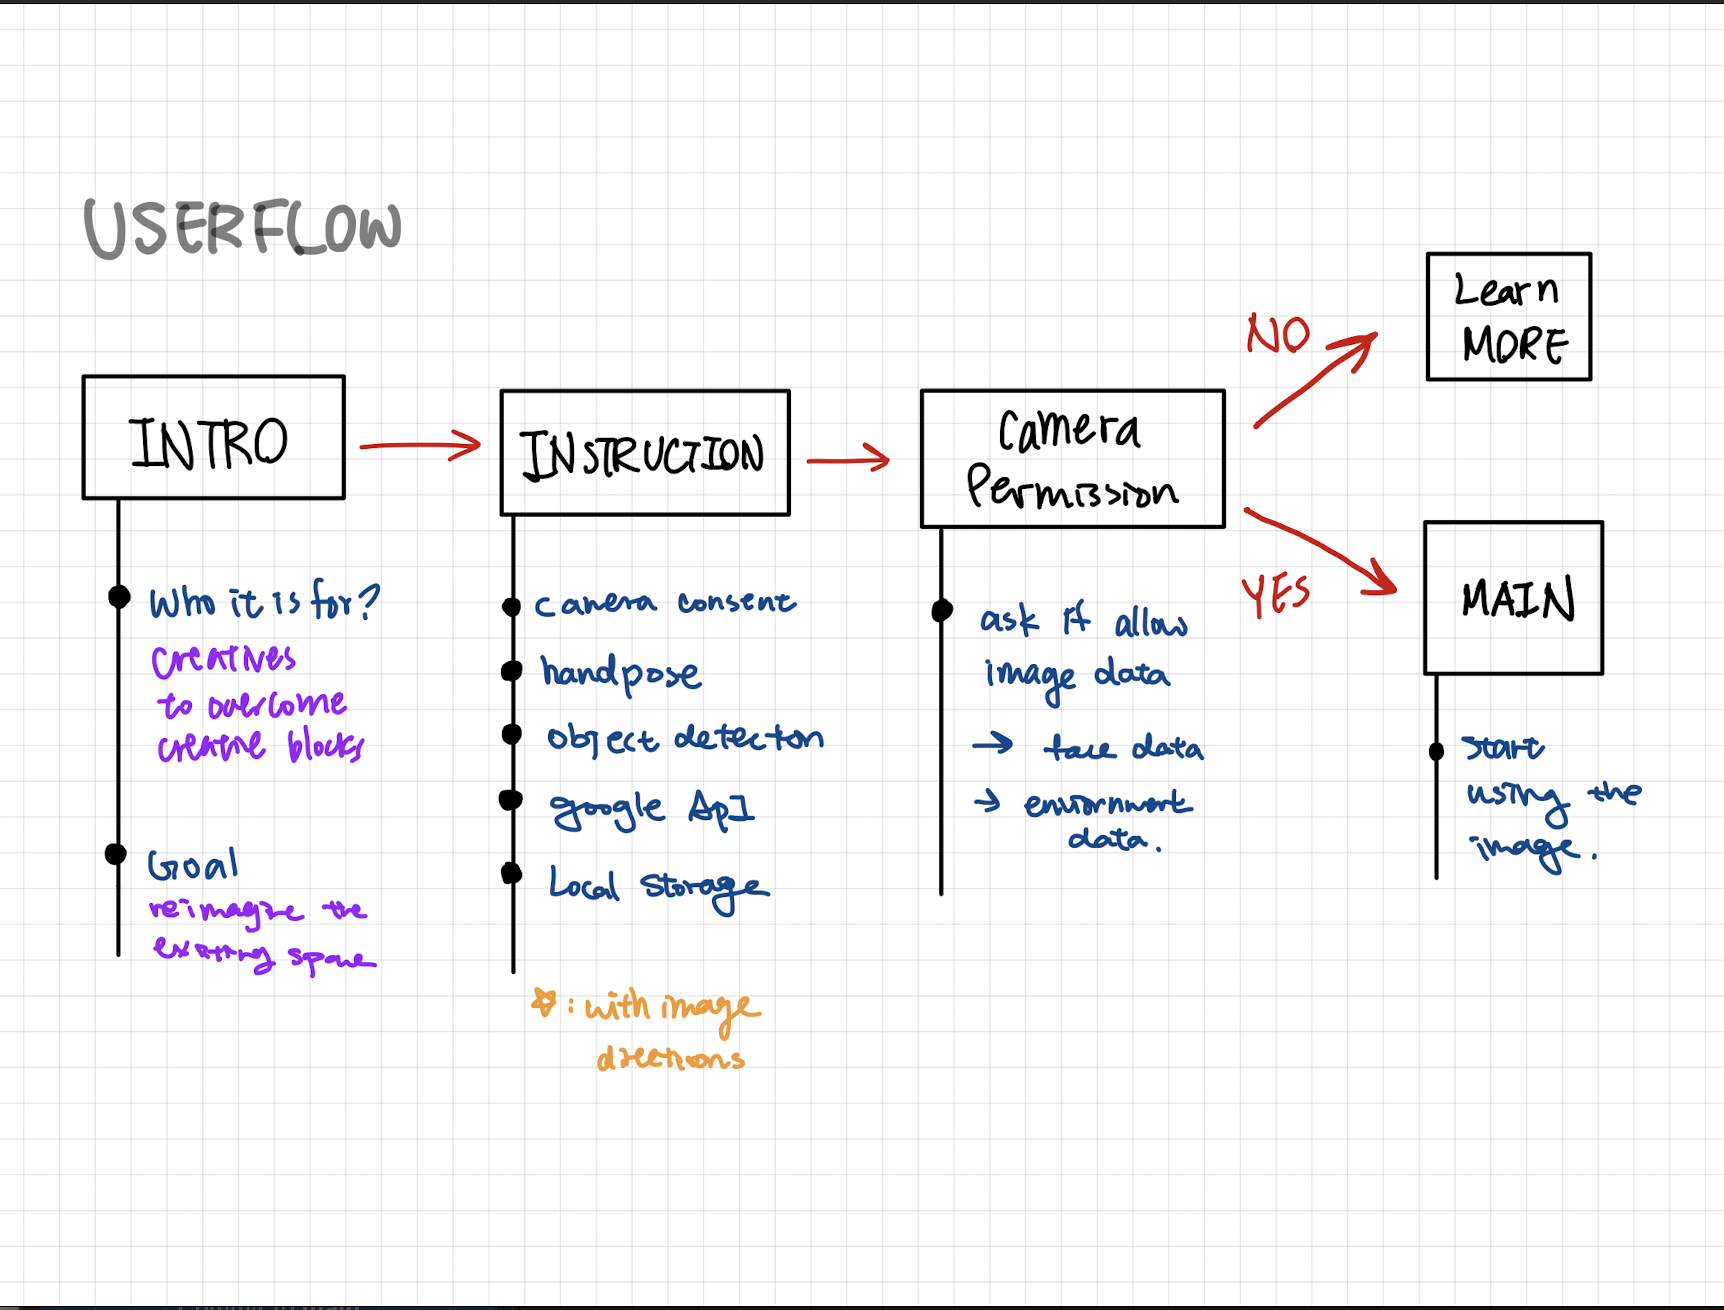 USERFLOW
INTRO
Who it is for?
creatives
to overcome
creative blocks
Goal
reimagine the
existing space
INSTRUCTION
camera consent
handpose
object detection
google API
Local Storage
☆: with image
directions
Camera
Permission
ask if allow
image data
→ face data
→ enviornment
data.
NO
Learn
MORE
YES
MAIN
Start
using the
image.